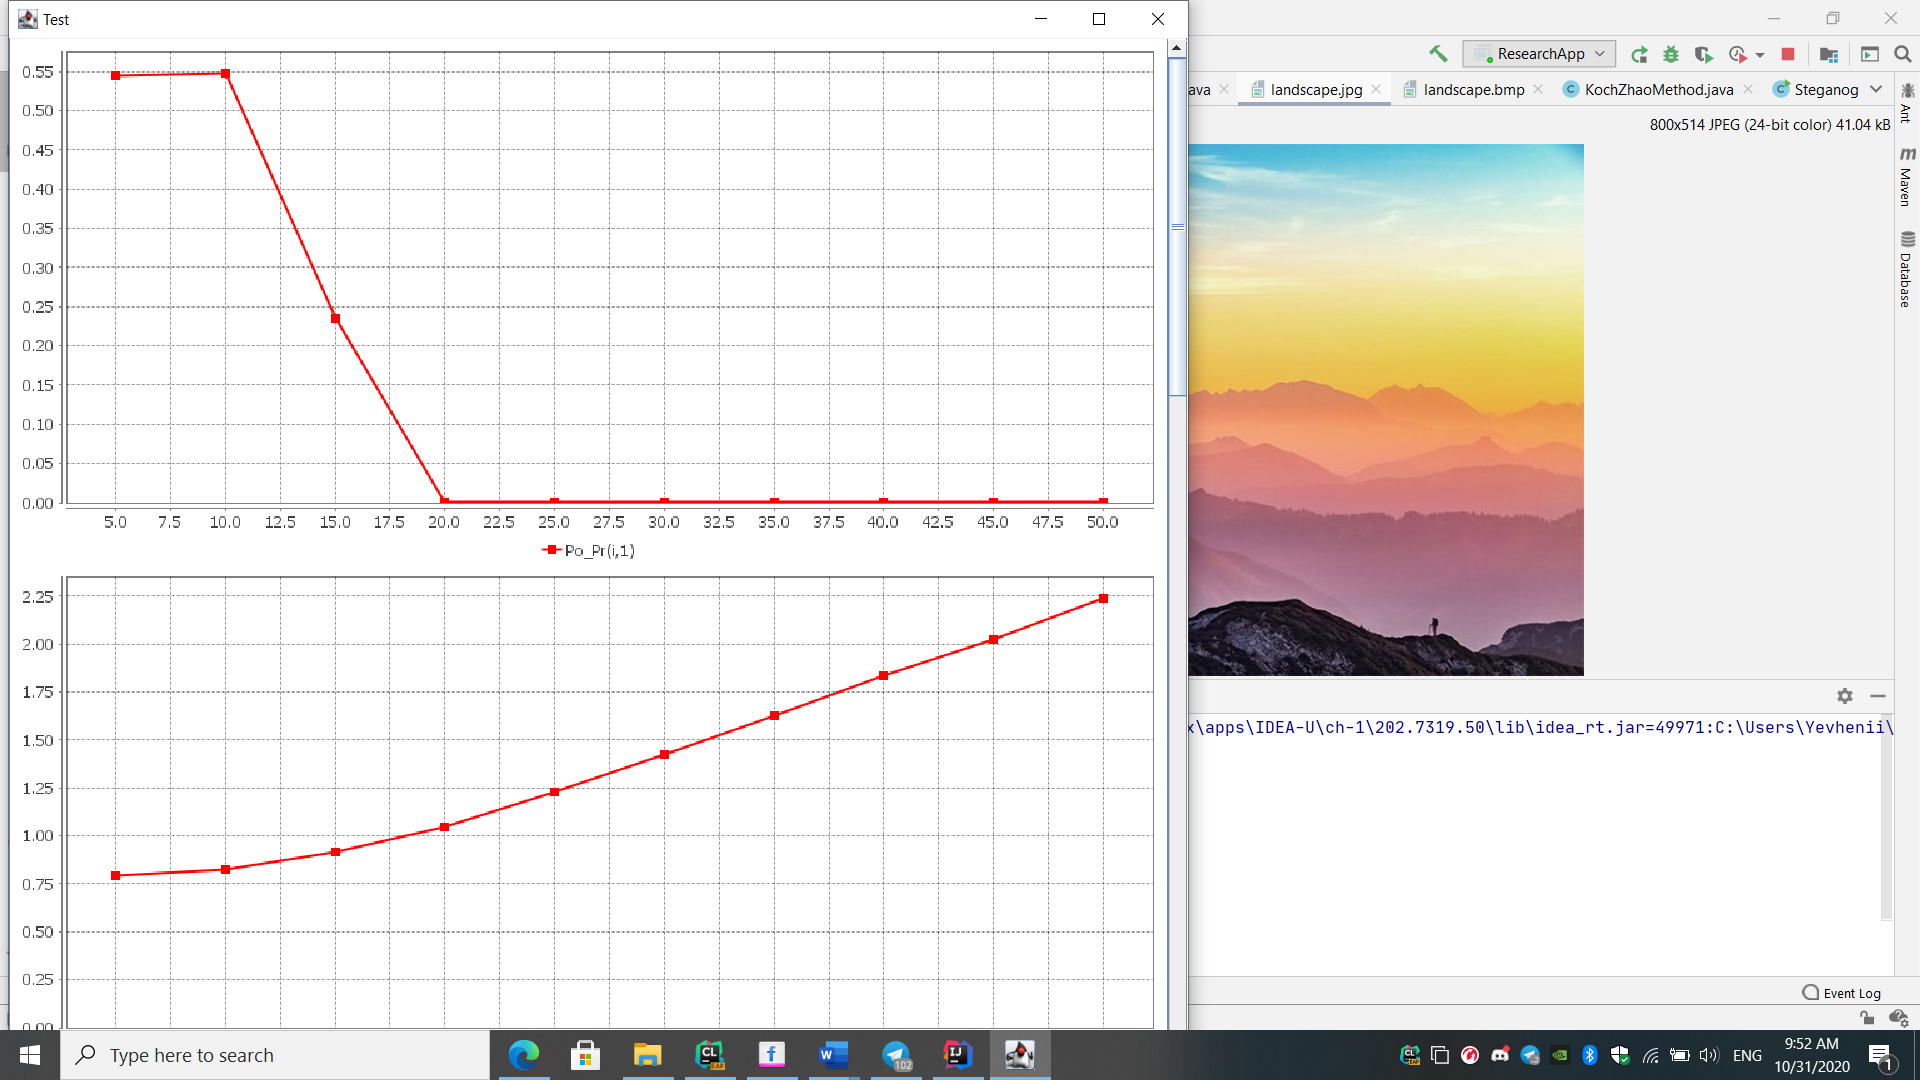 Test
0.55
0.50
0.45
0.40
0.35
0.30
0.25
0.20
0.15
0.10
0.05
0.00
5.0 7.5 10.0 12.5 15.0 17.5 20.0 22.5 25.0 27.5 30.0 32.5 35.0 37.5 40.0 42.5 45.0 47.5 50.0
Po_Pr(i,1)
2.25
2.00
1.75
1.50
1.25
1.00
0.75
0.50
0.25
0.00
ResearchApp
ava landscape.jpg landscape.bmp KochZhaoMethod.java Steganog
800x514 JPEG (24-bit color) 41.04 kB
Ant
m Maven
Database
x\apps\IDEA-U\ch-1\202.7319.50\lib\idea_rt.jar=49971:C:\Users\Yevhenii\
Event Log
Type here to search
CL
f
W
102
IJ
ENG
9:52 AM
10/31/2020
1